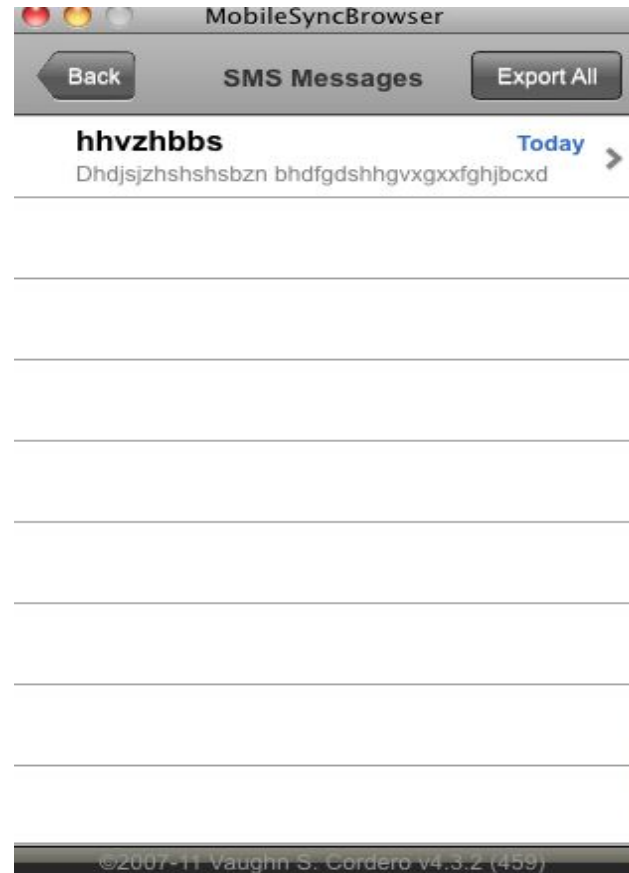 MobileSyncBrowser
Back SMS Messages Export All
hhvzhbbs Today
Dhdjsjzhshshsbzn bhdfgdshhgvxgxxfghjbcxd
©2007-11 Vaughn S. Cordero v4.3.2 (459)